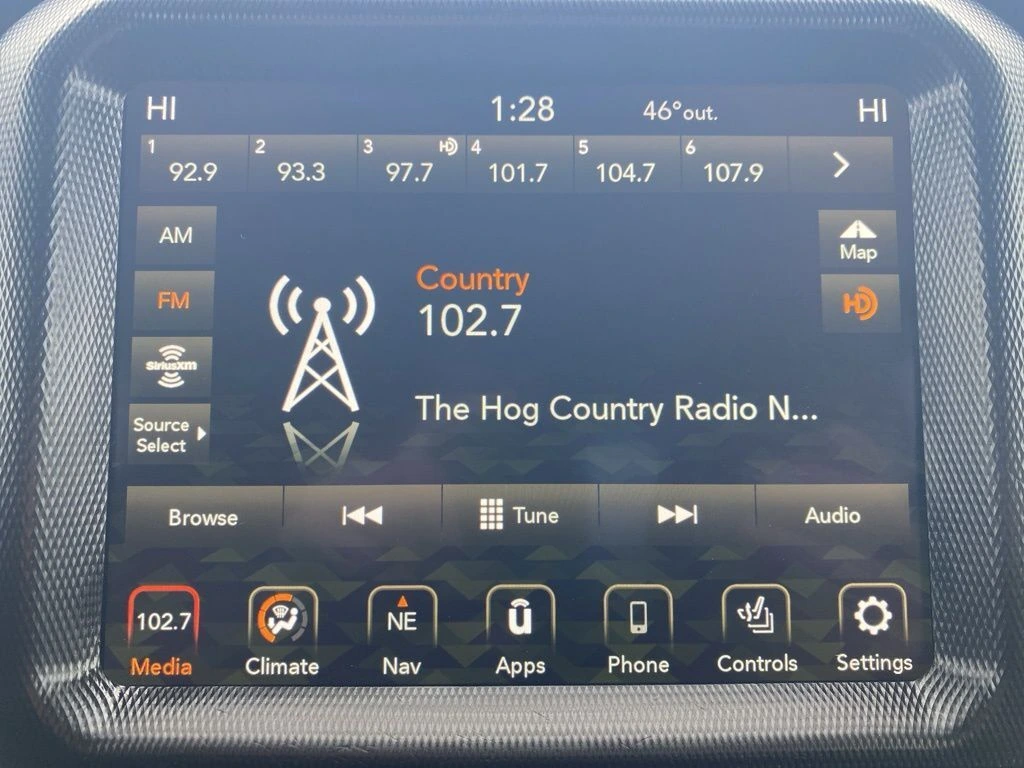 HI 1:28 46° out. HI
1 2 3 HD 4 5 6
92.9 93.3 97.7 101.7 104.7 107.9
AM
Map
Country
FM
HD
102.7
SiriusXM
The Hog Country Radio N...
Source
Select
Browse Tune Audio
102.7 NE u
Media Climate Nav Apps Phone Controls Settings